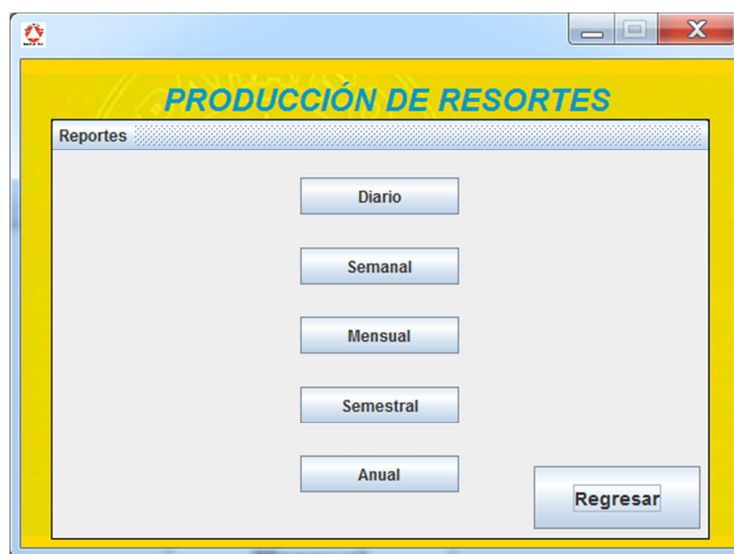 PRODUCCIÓN DE RESORTES
Reportes
Diario
Semanal
Mensual
Semestral
Anual
Regresar